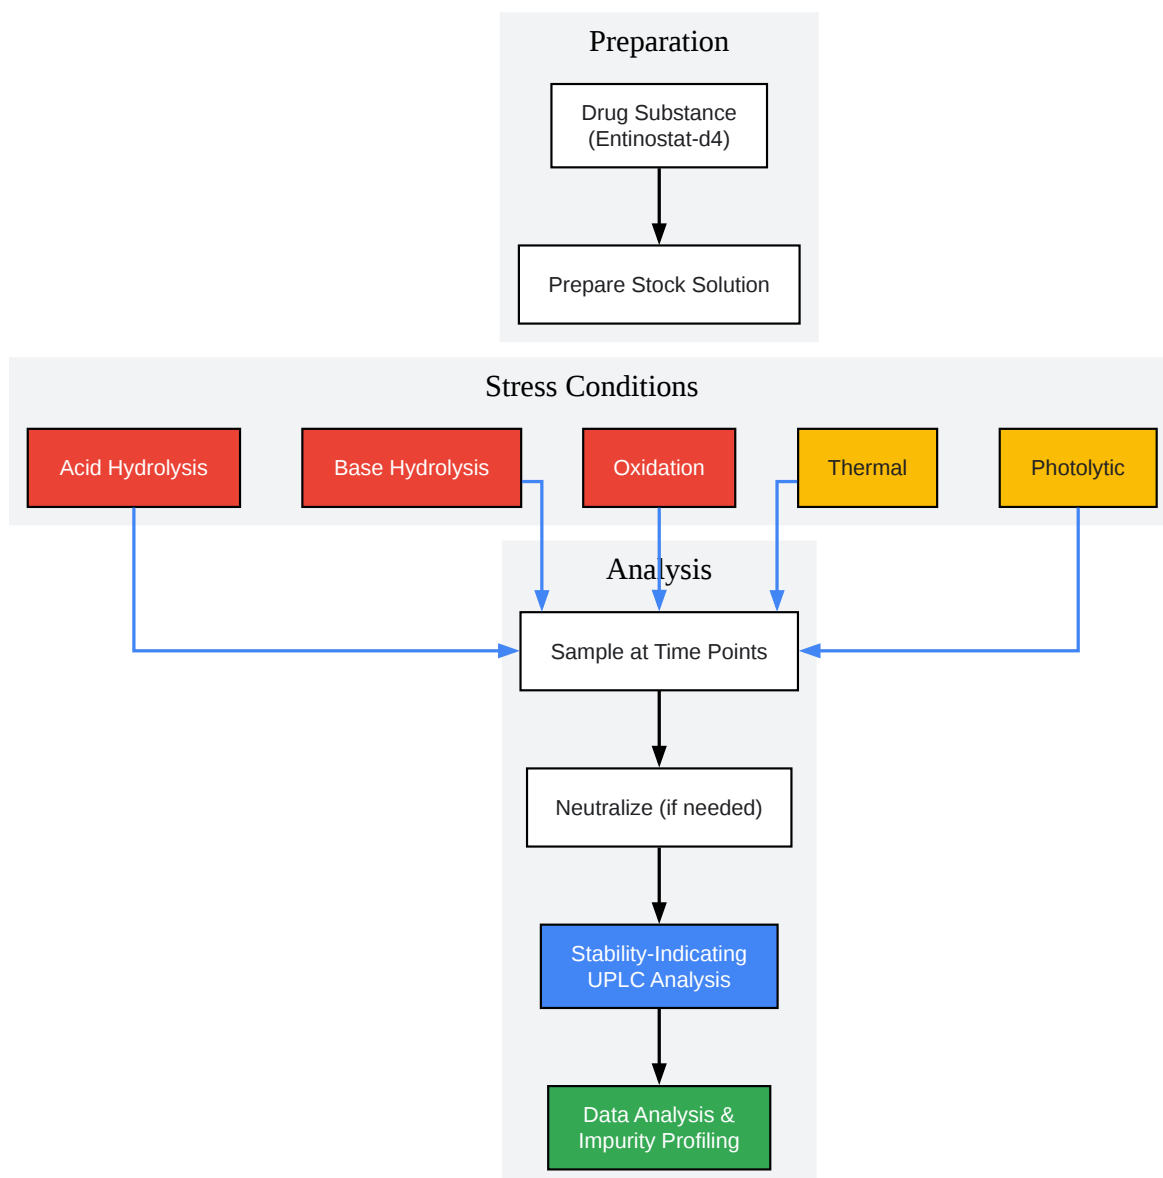 Preparation
Drug Substance
(Entinostat-d4)
Prepare Stock Solution
Stress Conditions
Acid Hydrolysis
Base Hydrolysis
Oxidation
Thermal
Photolytic
Analysis
Sample at Time Points
Neutralize (if needed)
Stability-Indicating
UPLC Analysis
Data Analysis &
Impurity Profiling